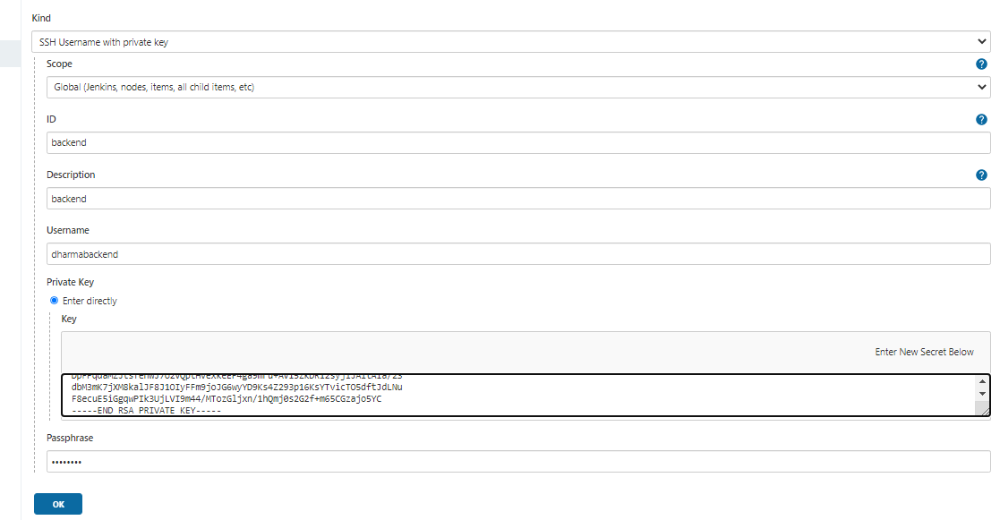 Kind
SSH Username with private key
Scope
Global (Jenkins, nodes, items, all child items, etc)
ID
backend
Description
backend
Username
dharmabackend
Private Key
Enter directly
Key
Enter New Secret Below
dbM3mK7jXM8kalJF8J1OIyFFm9joJG6wyYD9Ks4Z293p16KsYTvicTO5dftJdLNu
F8ecuE5iGgqwPIk3UjLVI9m44/MTozGljxn/1hQmj0s2G2f+m65CGzajo5YC
-----END RSA PRIVATE KEY-----
Passphrase
OK